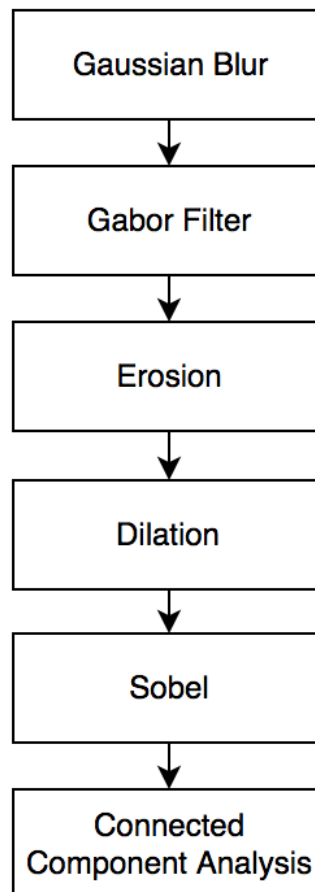 Gaussian Blur
Gabor Filter
Erosion
Dilation
Sobel
Connected
Component Analysis